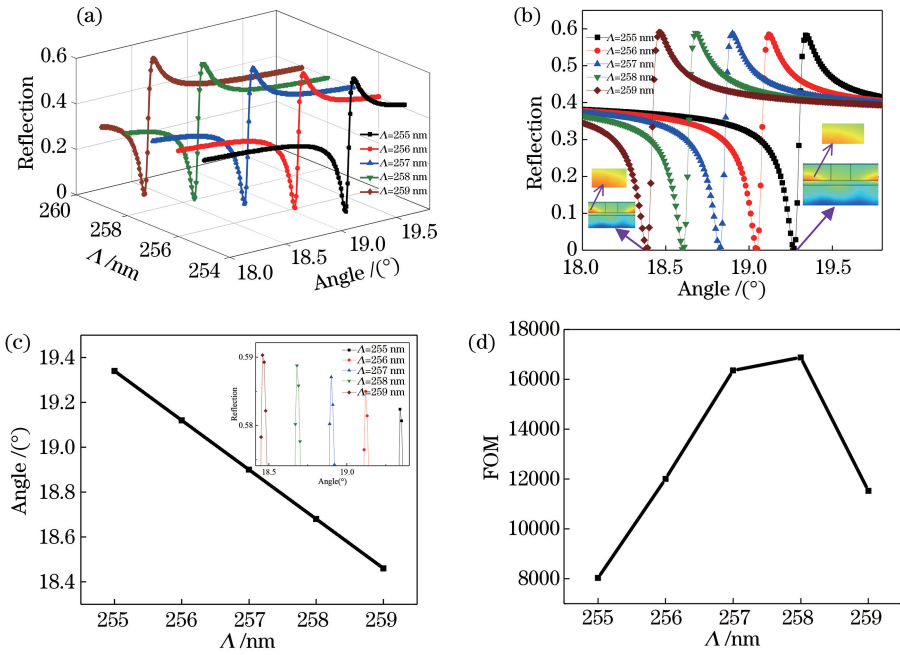 (a)
0.6
0.4
0.2
0
Reflection
260
258
256
254
Λ /nm
18.0
18.5
19.0
19.5
Angle /(°)
Λ=255 nm
Λ=256 nm
Λ=257 nm
Λ=258 nm
Λ=259 nm
(b)
0.6
0.5
0.4
0.3
0.2
0.1
0
Reflection
Λ=255 nm
Λ=256 nm
Λ=257 nm
Λ=258 nm
Λ=259 nm
18.0 18.5 19.0 19.5
Angle /(°)
(c)
19.4
19.2
19.0
18.8
18.6
18.4
Angle /(°)
0.59
0.58
Reflection
Λ=255 nm
Λ=256 nm
Λ=257 nm
Λ=258 nm
Λ=259 nm
18.5 19.0
Angle(°)
255 256 257 258 259
Λ /nm
(d)
18000
16000
14000
12000
10000
8000
FOM
255 256 257 258 259
Λ /nm